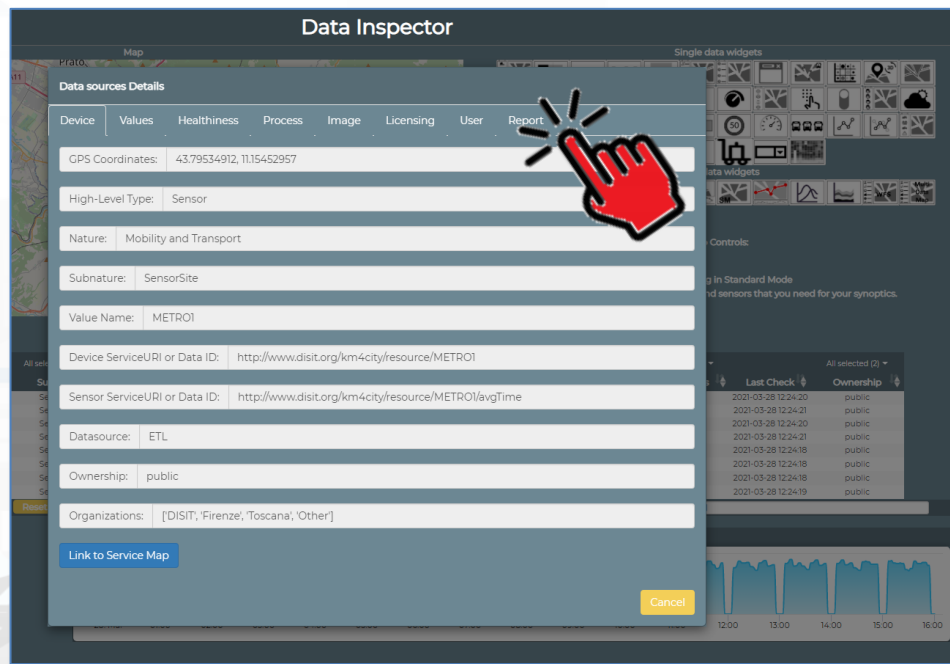 Data Inspector
Map
Single data widgets
Prato
Data sources Details
Device Values Healthiness Process Image Licensing User Report
GPS Coordinates: 43.79534912, 11.15452957
High-Level Type: Sensor
Nature: Mobility and Transport
Subnature: SensorSite
Value Name: METRO1
Device ServiceURI or Data ID: http://www.disit.org/km4city/resource/METRO1
Sensor ServiceURI or Data ID: http://www.disit.org/km4city/resource/METRO1/avgTime
Datasource: ETL
Ownership: public
Organizations: ['DISIT', 'Firenze', 'Toscana', 'Other']
Link to Service Map
Cancel
50
SM
data widgets
Controls:
in Standard Mode
sensors that you need for your synoptics.
All selected (2)
Last Check Ownership
2021-03-28 12:24:20 public
2021-03-28 12:24:21 public
2021-03-28 12:24:20 public
2021-03-28 12:24:21 public
2021-03-28 12:24:18 public
2021-03-28 12:24:18 public
2021-03-28 12:24:18 public
2021-03-28 12:24:19 public
Reset
12:00 13:00 14:00 15:00 16:00